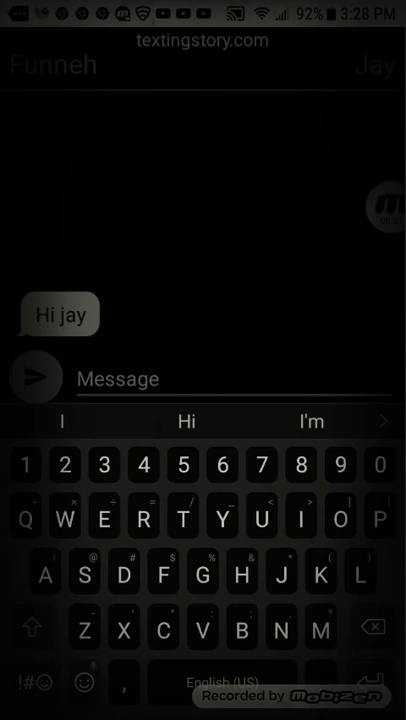 92% 3:28 PM
textingstory.com
Funneh Jay
Hi jay
Message
I Hi I'm
1 2 3 4 5 6 7 8 9 0
Q W E R T Y U I O P
A S D F G H J K L
Z X C V B N M
!#☺ , English (US)
Recorded by Mobizen